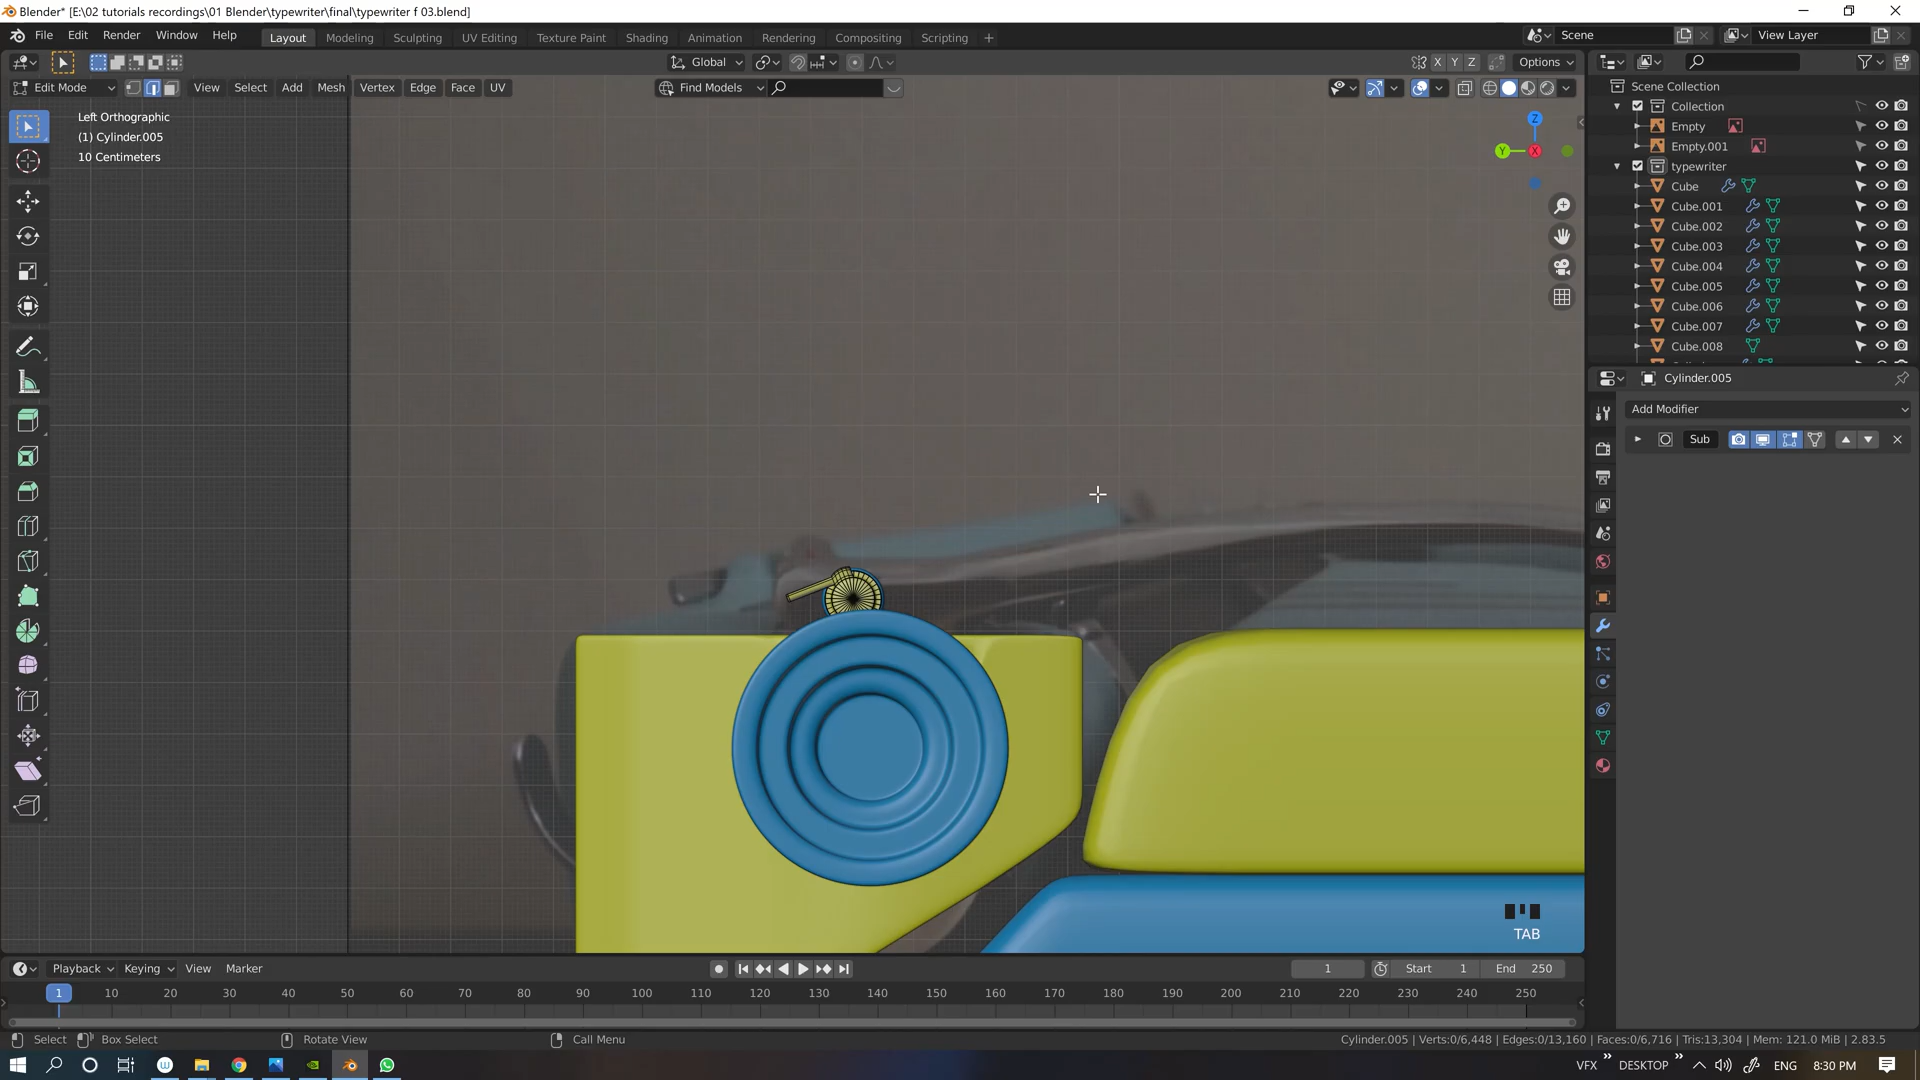 Blender* [E:\02 tutorials recordings\01 Blender\typewriter\final\typewriter f 03.blend]
File Edit Render Window Help
Layout Modeling Sculpting UV Editing Texture Paint Shading Animation Rendering Compositing Scripting +
Scene
View Layer
Global
X Y Z
Options
Edit Mode
View Select Add Mesh Vertex Edge Face UV
Find Models
Left Orthographic
(1) Cylinder.005
10 Centimeters
Z
Y
X
Scene Collection
Collection
Empty
Empty.001
typewriter
Cube
Cube.001
Cube.002
Cube.003
Cube.004
Cube.005
Cube.006
Cube.007
Cube.008
Cylinder.005
Add Modifier
Sub
TAB
Playback Keying View Marker
1
Start 1
End 250
1 10 20 30 40 50 60 70 80 90 100 110 120 130 140 150 160 170 180 190 200 210 220 230 240 250
Select
Box Select
Rotate View
Call Menu
Cylinder.005 | Verts:0/6,448 | Edges:0/13,160 | Faces:0/6,716 | Tris:13,304 | Mem: 121.0 MiB | 2.83.5
VFX
DESKTOP
ENG
8:30 PM